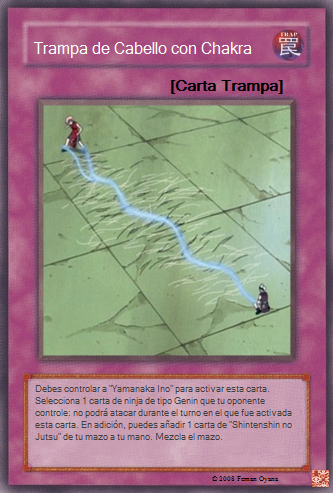 Trampa de Cabello con Chakra
TRAP
罠
[Carta Trampa]
Debes controlar a "Yamanaka Ino" para activar esta carta.
Selecciona 1 carta de ninja de tipo Genin que tu oponente
controle: no podrá atacar durante el turno en el que fue activada
esta carta. En adición, puedes añadir 1 carta de "Shintenshin no
Jutsu" de tu mazo a tu mano. Mezcla el mazo.
© 2008 Fernan Oyana